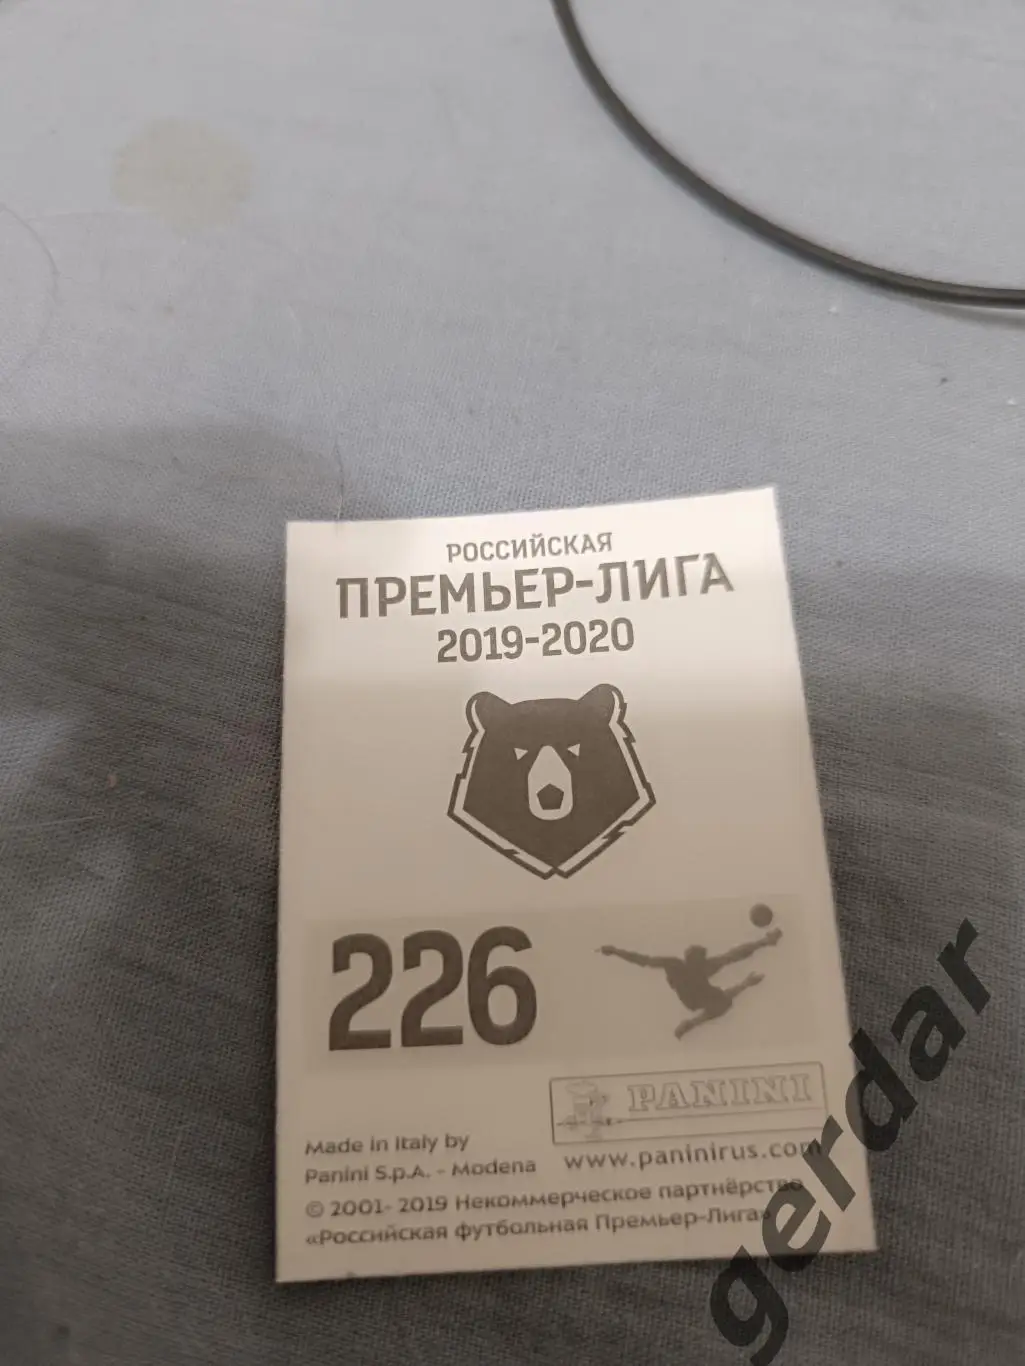 РОССИЙСКАЯ
ПРЕМЬЕР-ЛИГА
2019-2020
226
PANINI
Made in Italy by
Panini S.p.A. - Modena
www.paninirus.com
© 2001- 2019 Некоммерческое партнёрство
«Российская футбольная Премьер-Лига»
gerdar